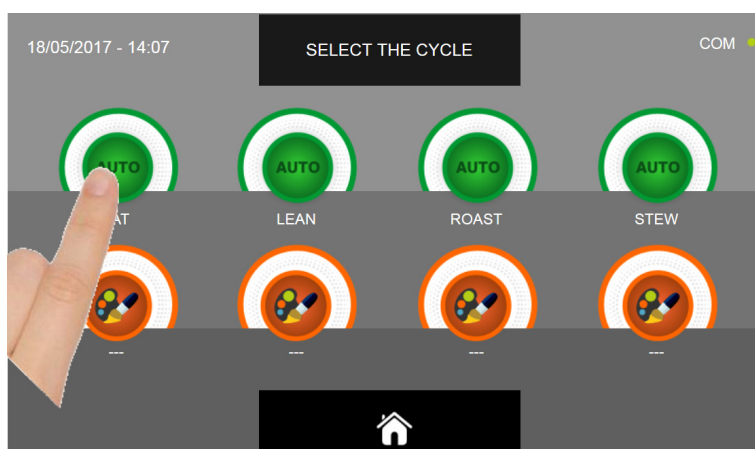 18/05/2017 - 14:07
SELECT THE CYCLE
COM
AUTO
AUTO
AUTO
AUTO
LEAN
ROAST
STEW
---
---
---
---